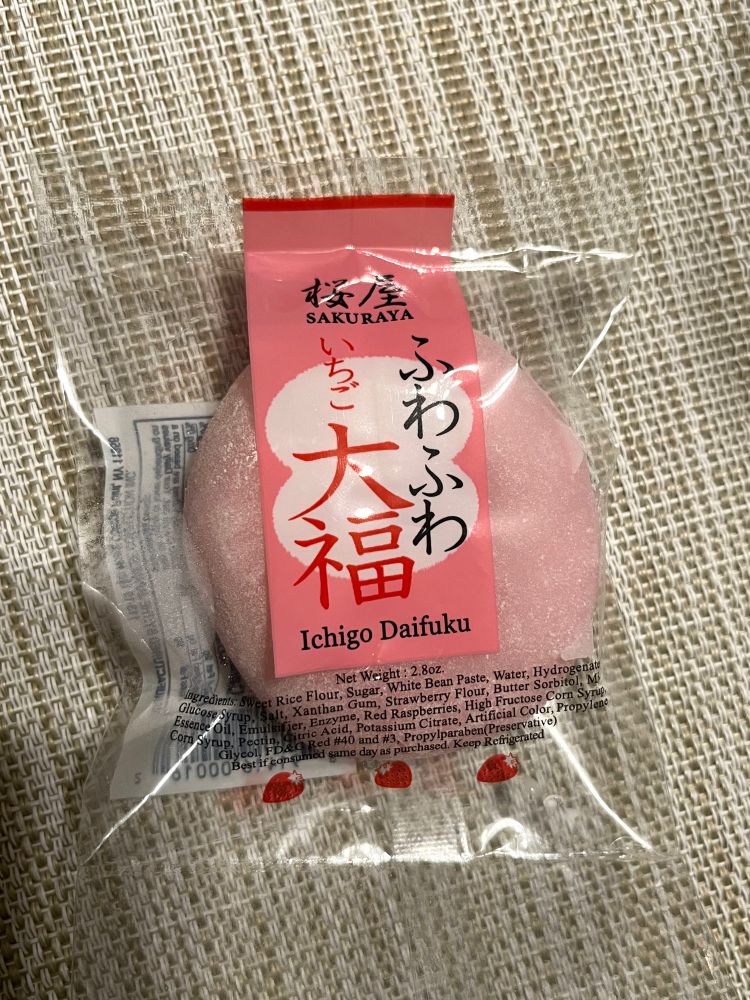 桜屋
SAKURAYA
ふわふわ
いちご
大福
Ichigo Daifuku
Net Weight : 2.8oz.
Ingredients: Sweet Rice Flour, Sugar, White Bean Paste, Water, Hydrogenate
Glucose Syrup, Salt, Xanthan Gum, Strawberry Flour, Butter Sorbitol,
Essence Oil, Emulsifier, Enzyme, Red Raspberries, High Fructose Corn Syrup,
Corn Syrup, Pectin, Citric Acid, Potassium Citrate, Artificial Color, Propylene
Glycol, FD&C Red #40 and #3, Propylparaben(Preservative)
Best if consumed same day as purchased. Keep Refrigerated